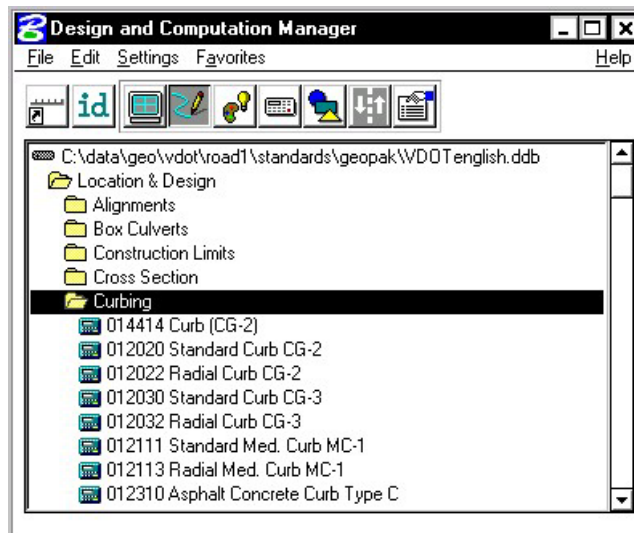 Design and Computation Manager
File Edit Settings Favorites Help
id
C:\data\geo\vdot\road1\standards\geopak\VDOTenglish.ddb
Location & Design
Alignments
Box Culverts
Construction Limits
Cross Section
Curbing
014414 Curb (CG-2)
012020 Standard Curb CG-2
012022 Radial Curb CG-2
012030 Standard Curb CG-3
012032 Radial Curb CG-3
012111 Standard Med. Curb MC-1
012113 Radial Med. Curb MC-1
012310 Asphalt Concrete Curb Type C